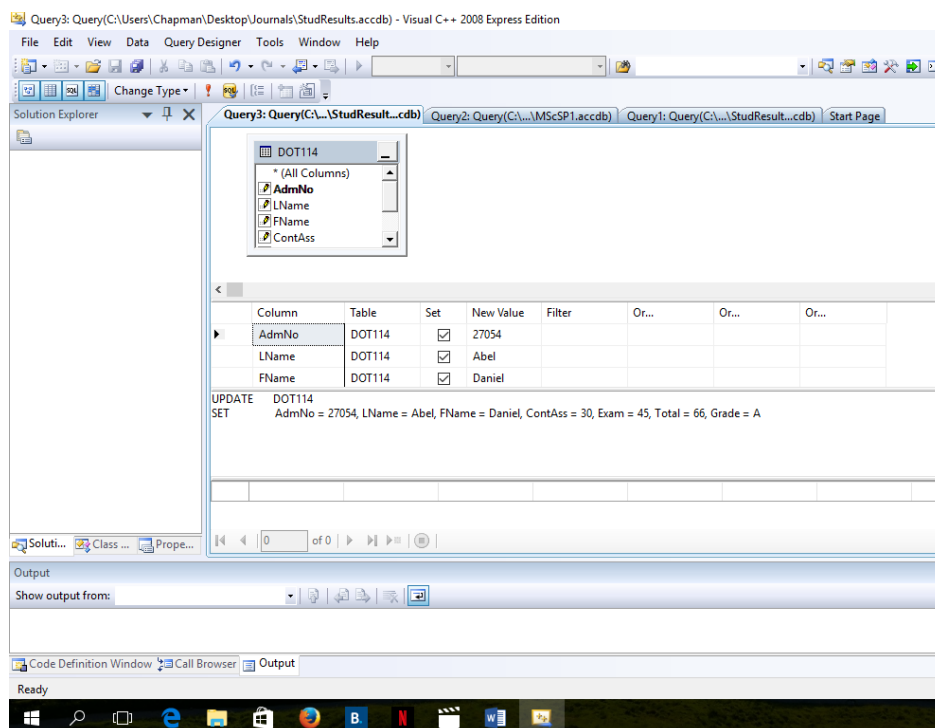 Query3: Query(C:\Users\Chapman\Desktop\Journals\StudResults.accdb) - Visual C++ 2008 Express Edition
File Edit View Data Query Designer Tools Window Help
SQL Change Type
Solution Explorer
Query3: Query(C:\...\StudResult...cdb) Query2: Query(C:\...\MScSP1.accdb) Query1: Query(C:\...\StudResult...cdb) Start Page
DOT114
* (All Columns)
AdmNo
LName
FName
ContAss
Column Table Set New Value Filter Or... Or... Or...
AdmNo DOT114 27054
LName DOT114 Abel
FName DOT114 Daniel
UPDATE DOT114
SET AdmNo = 27054, LName = Abel, FName = Daniel, ContAss = 30, Exam = 45, Total = 66, Grade = A
0 of 0
Soluti... Class ... Prope...
Output
Show output from:
Code Definition Window Call Browser Output
Ready
B. N W